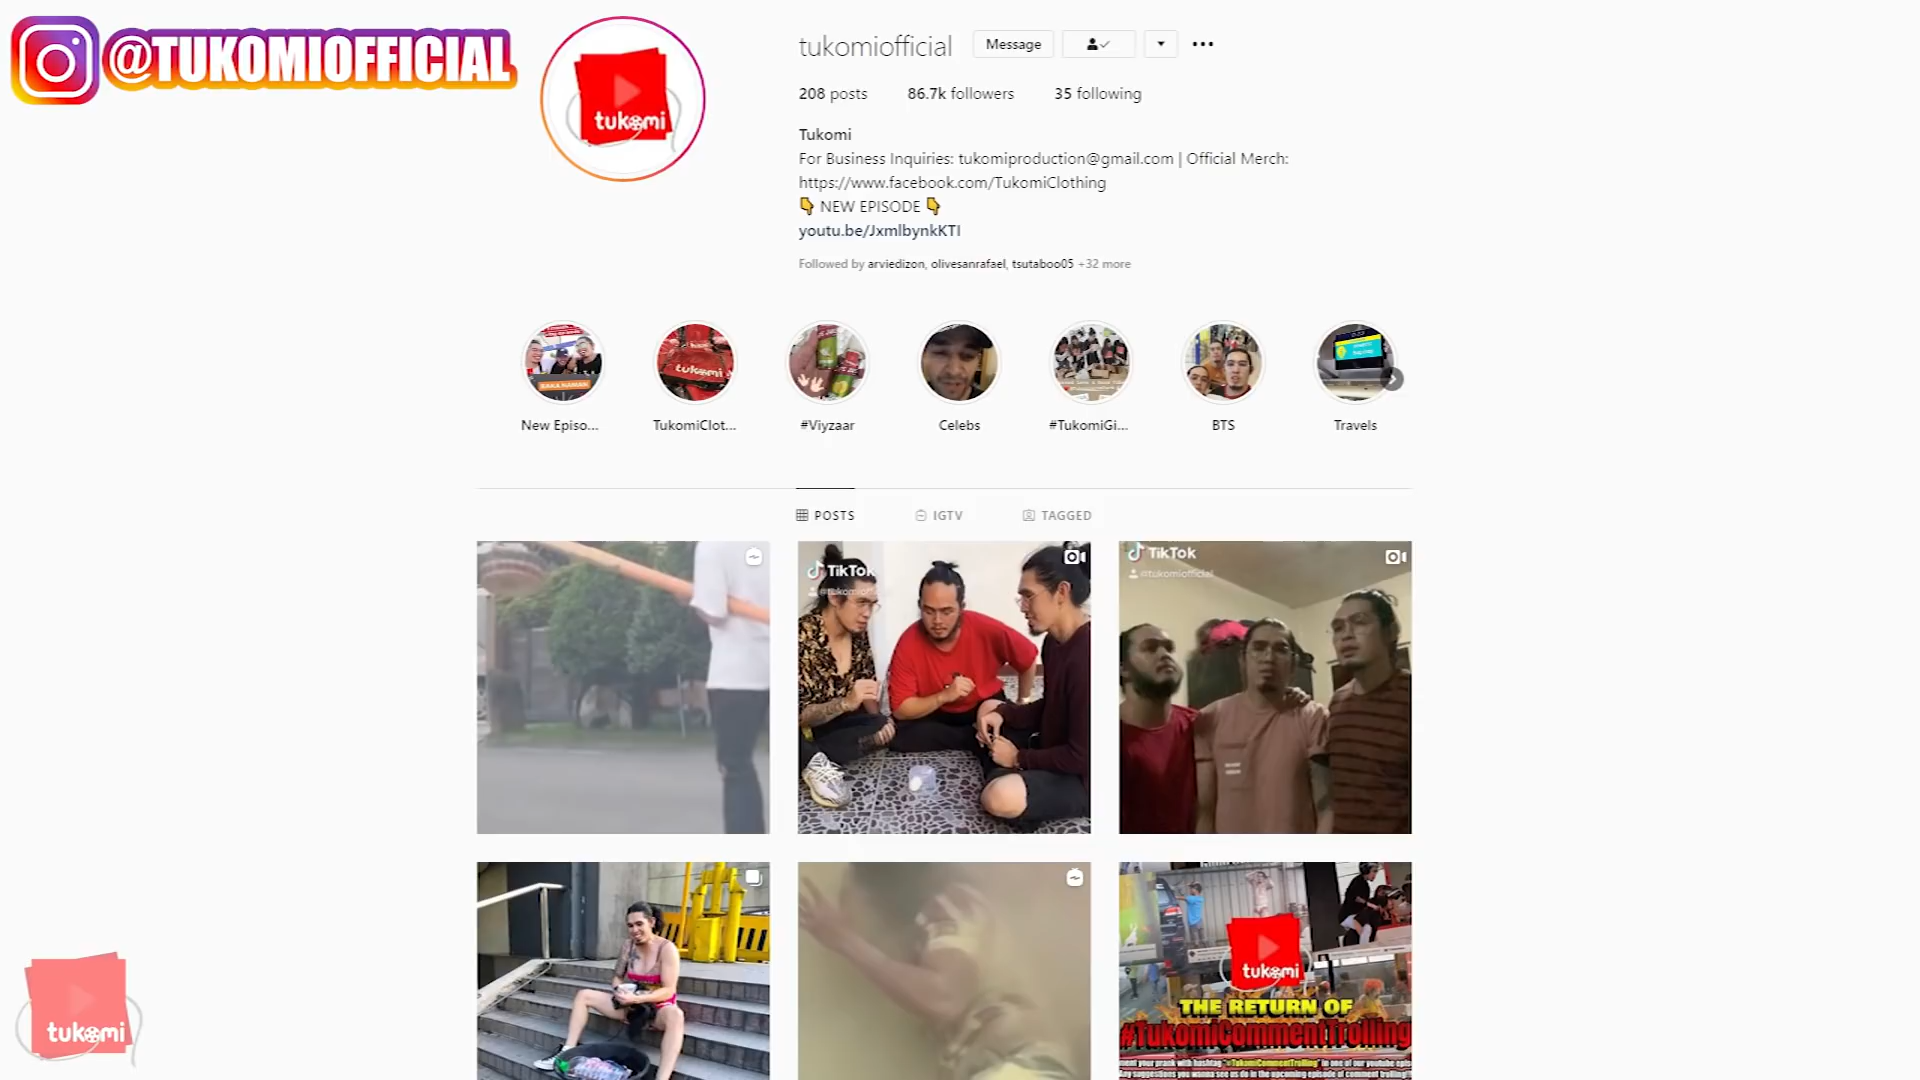 @TUKOMIOFFICIAL
tukomi
tukomiofficial
Message
208 posts
86.7k followers
35 following
Tukomi
For Business Inquiries: tukomiproduction@gmail.com | Official Merch:
https://www.facebook.com/TukomiClothing
👇 NEW EPISODE 👇
youtu.be/JxmlbynkKTI
Followed by arviedizon, olivesanrafael, tsutaboo05 +32 more
tukomi
New Episo...
TukomiClot...
#Viyzaar
Celebs
#TukomiGi...
BTS
Travels
POSTS
IGTV
TAGGED
TikTok
TikTok
@tukomiofficial
tukomi
THE RETURN OF
#TukomiCommentTrolling
tukomi